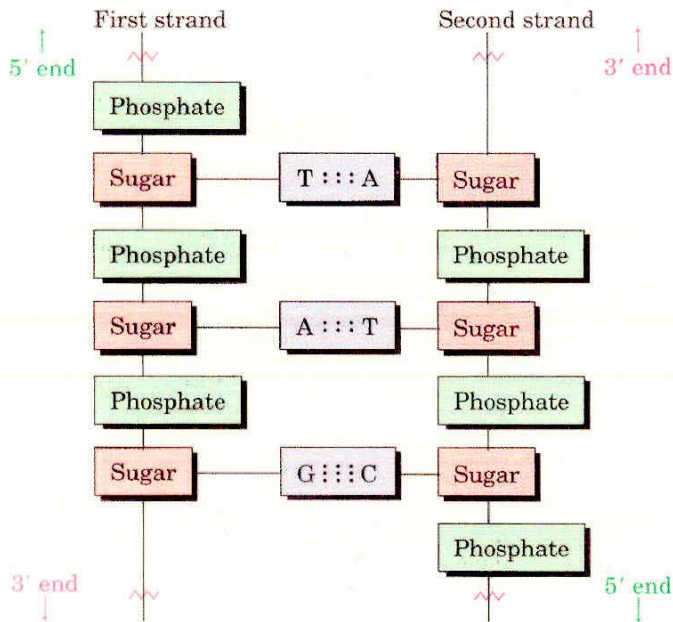 First strand Second strand
5′ end 3′ end
Phosphate
Sugar T : : : A Sugar
Phosphate Phosphate
Sugar A : : : T Sugar
Phosphate Phosphate
Sugar G ⋮⋮⋮ C Sugar
Phosphate
3′ end 5′ end